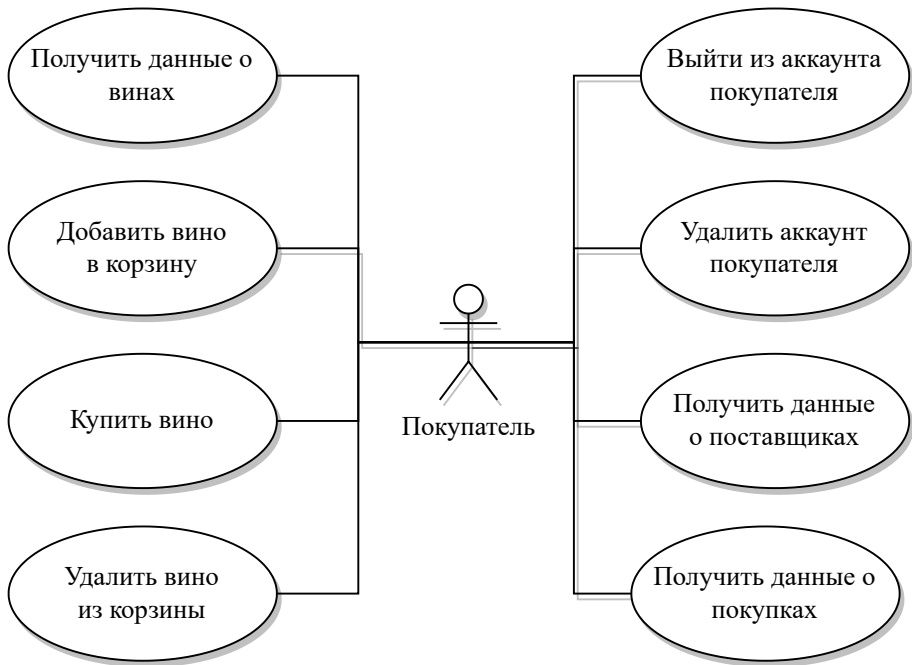 Получить данные о
винах
Добавить вино
в корзину
Купить вино
Удалить вино
из корзины
Покупатель
Выйти из аккаунта
покупателя
Удалить аккаунт
покупателя
Получить данные
о поставщиках
Получить данные о
покупках